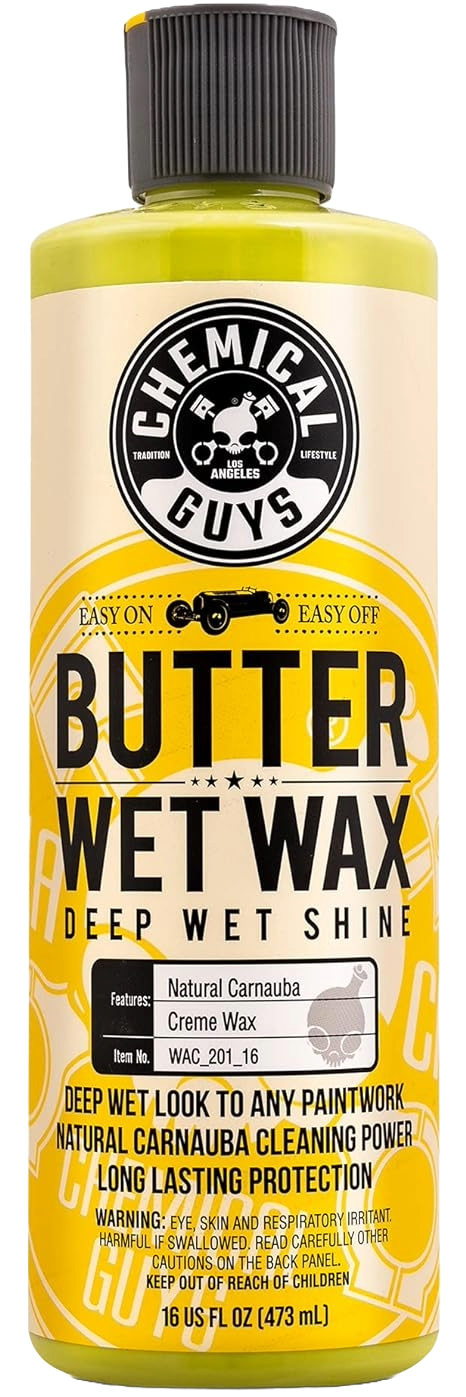 CHEMICAL
TRADITION
LIFESTYLE
®
LOS
ANGELES
GUYS
EASY ON EASY OFF
BUTTER
WET WAX
DEEP WET SHINE
Features: Natural Carnauba
Creme Wax
Item No. WAC_201_16
DEEP WET LOOK TO ANY PAINTWORK
NATURAL CARNAUBA CLEANING POWER
LONG LASTING PROTECTION
WARNING: EYE, SKIN AND RESPIRATORY IRRITANT.
HARMFUL IF SWALLOWED. READ CAREFULLY OTHER
CAUTIONS ON THE BACK PANEL.
KEEP OUT OF REACH OF CHILDREN
16 US FL OZ (473 mL)
CHEMICAL
GUYS